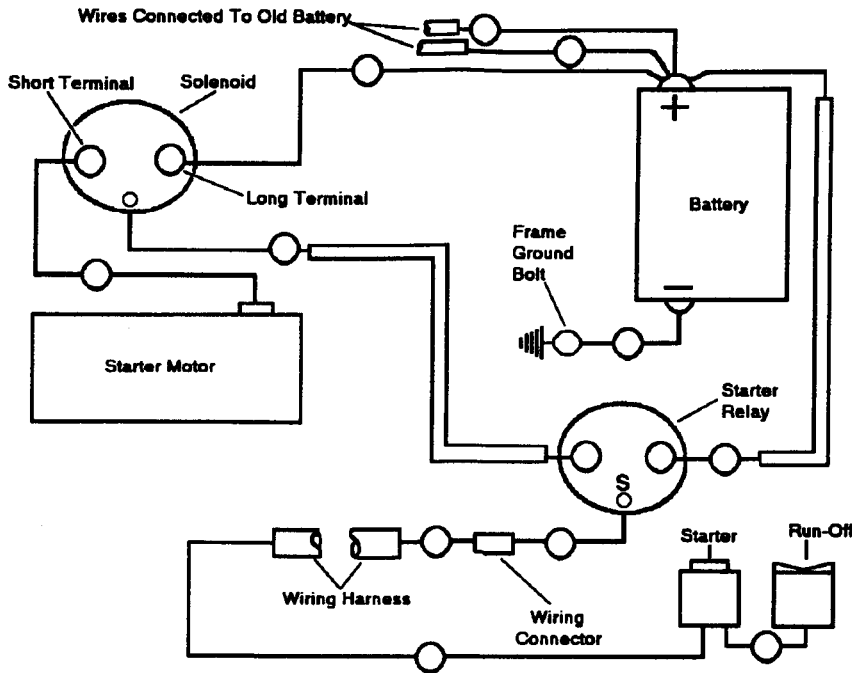 Wires Connected To Old Battery
Short Terminal
Solenoid
+
Long Terminal
Battery
Frame
Ground
Bolt
−
Starter Motor
Starter
Relay
S
Starter
Run-Off
Wiring Harness
Wiring
Connector